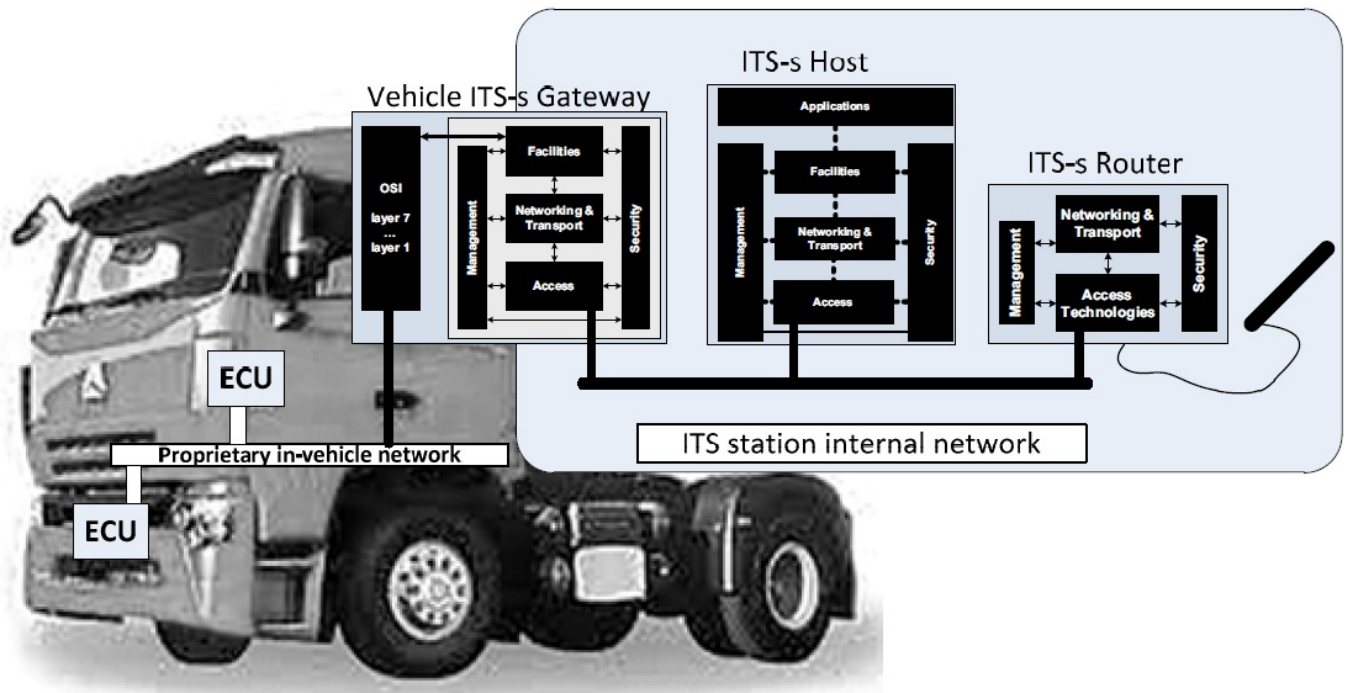 ITS-s Host
Vehicle ITS-s Gateway
Applications
OSI
layer 7
...
layer 1
Management
Facilities
Networking &
Transport
Access
Security
Management
Facilities
Networking &
Transport
Access
Security
ITS-s Router
Management
Networking &
Transport
Access
Technologies
Security
ECU
Proprietary in-vehicle network
ITS station internal network
ECU